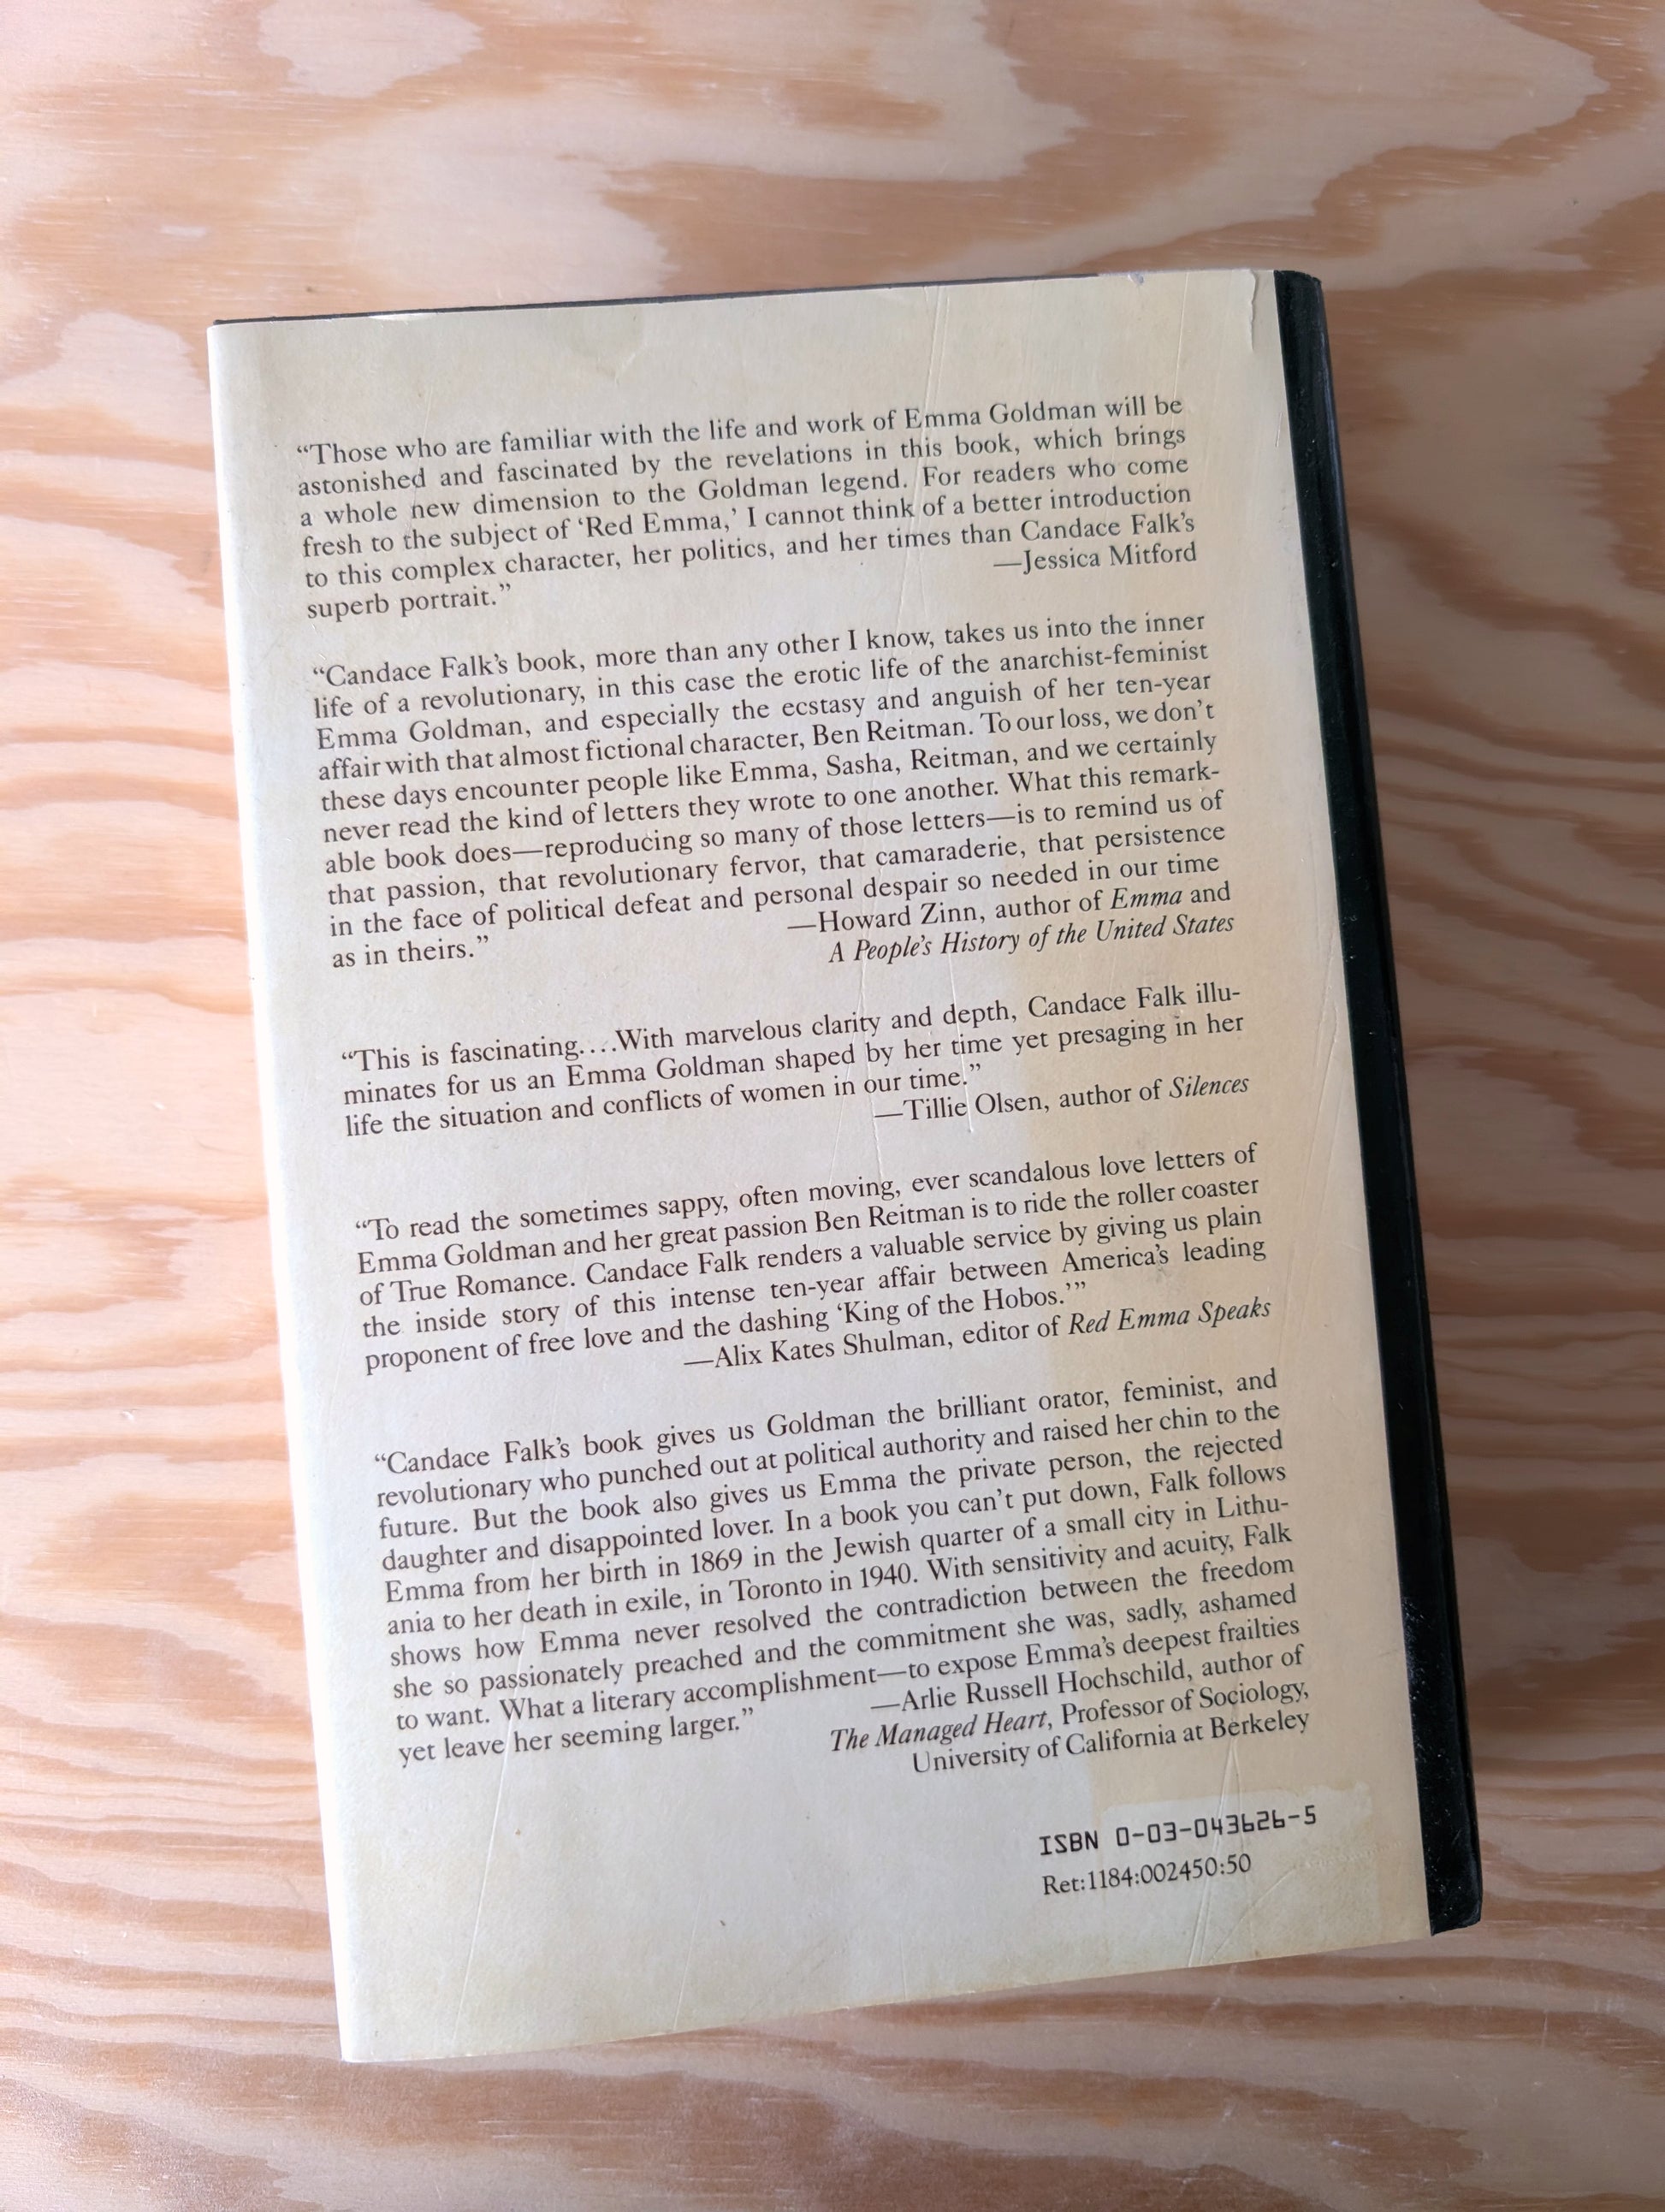 “Those who are familiar with the life and work of Emma Goldman will be
astonished and fascinated by the revelations in this book, which brings
a whole new dimension to the Goldman legend. For readers who come
fresh to the subject of ‘Red Emma,’ I cannot think of a better introduction
to this complex character, her politics, and her times than Candace Falk’s
superb portrait.”
—Jessica Mitford
“Candace Falk’s book, more than any other I know, takes us into the inner
life of a revolutionary, in this case the erotic life of the anarchist-feminist
Emma Goldman, and especially the ecstasy and anguish of her ten-year
affair with that almost fictional character, Ben Reitman. To our loss, we don’t
these days encounter people like Emma, Sasha, Reitman, and we certainly
never read the kind of letters they wrote to one another. What this remark-
able book does—reproducing so many of those letters—is to remind us of
that passion, that revolutionary fervor, that camaraderie, that persistence
in the face of political defeat and personal despair so needed in our time
as in theirs.”
—Howard Zinn, author of Emma and
A People’s History of the United States
“This is fascinating....With marvelous clarity and depth, Candace Falk illu-
minates for us an Emma Goldman shaped by her time yet presaging in her
life the situation and conflicts of women in our time.”
—Tillie Olsen, author of Silences
“To read the sometimes sappy, often moving, ever scandalous love letters of
Emma Goldman and her great passion Ben Reitman is to ride the roller coaster
of True Romance. Candace Falk renders a valuable service by giving us plain
the inside story of this intense ten-year affair between America’s leading
proponent of free love and the dashing ‘King of the Hobos.’”
—Alix Kates Shulman, editor of Red Emma Speaks
“Candace Falk’s book gives us Goldman the brilliant orator, feminist, and
revolutionary who punched out at political authority and raised her chin to the
future. But the book also gives us Emma the private person, the rejected
daughter and disappointed lover. In a book you can’t put down, Falk follows
Emma from her birth in 1869 in the Jewish quarter of a small city in Lithu-
ania to her death in exile, in Toronto in 1940. With sensitivity and acuity, Falk
shows how Emma never resolved the contradiction between the freedom
she so passionately preached and the commitment she was, sadly, ashamed
to want. What a literary accomplishment—to expose Emma’s deepest frailties
yet leave her seeming larger.”
—Arlie Russell Hochschild, author of
The Managed Heart, Professor of Sociology,
University of California at Berkeley
ISBN 0-03-043626-5
Ret:1184:002450:50